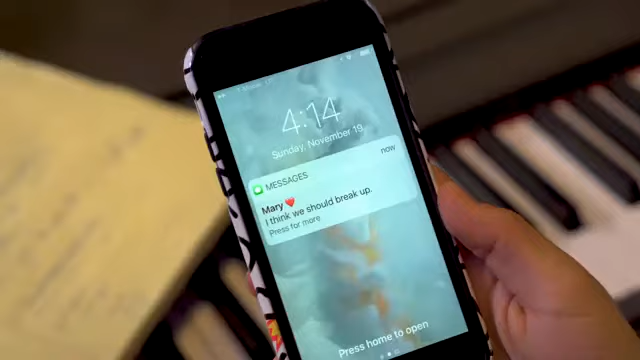 4:14
Sunday, November 19
MESSAGES now
Mary ❤️
I think we should break up.
Press for more
Press home to open